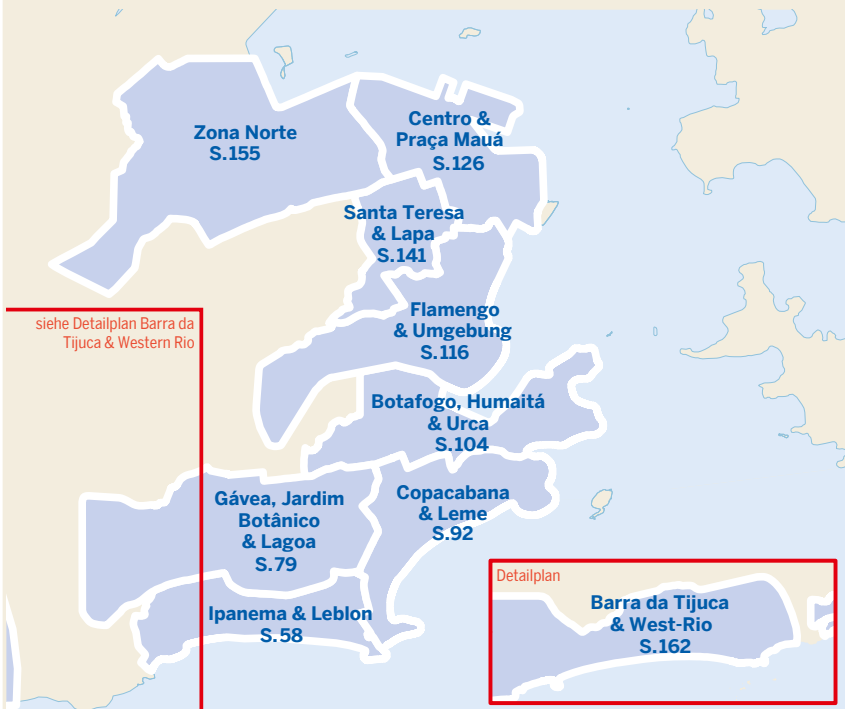 Zona Norte
S.155
Centro &
Praça Mauá
S.126
Santa Teresa
& Lapa
S.141
Flamengo
& Umgebung
S.116
siehe Detailplan Barra da
Tijuca & Western Rio
Botafogo, Humaitá
& Urca
S.104
Gávea, Jardim
Botânico
& Lagoa
S.79
Copacabana
& Leme
S.92
Ipanema & Leblon
S.58
Detailplan
Barra da Tijuca
& West-Rio
S.162